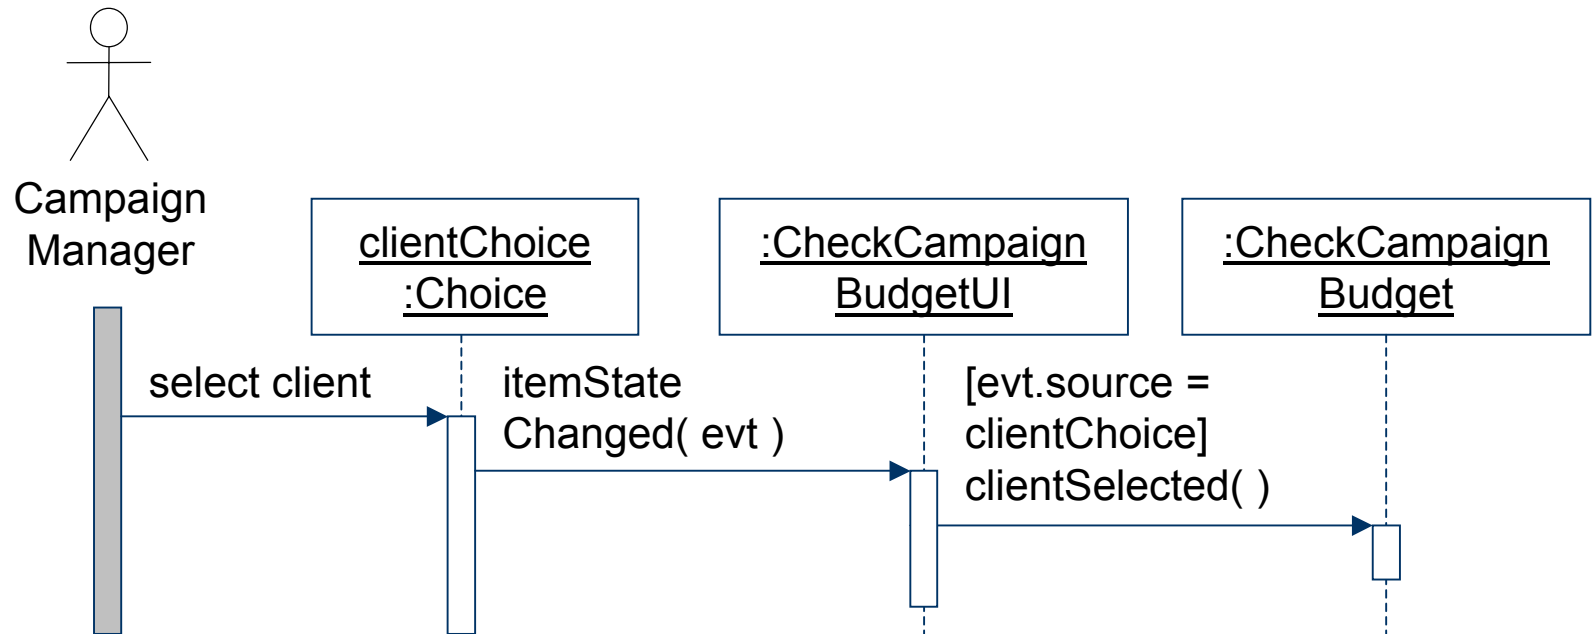 Campaign
Manager
clientChoice
:Choice
:CheckCampaign
BudgetUI
:CheckCampaign
Budget
select client
itemState
Changed( evt )
[evt.source =
clientChoice]
clientSelected( )